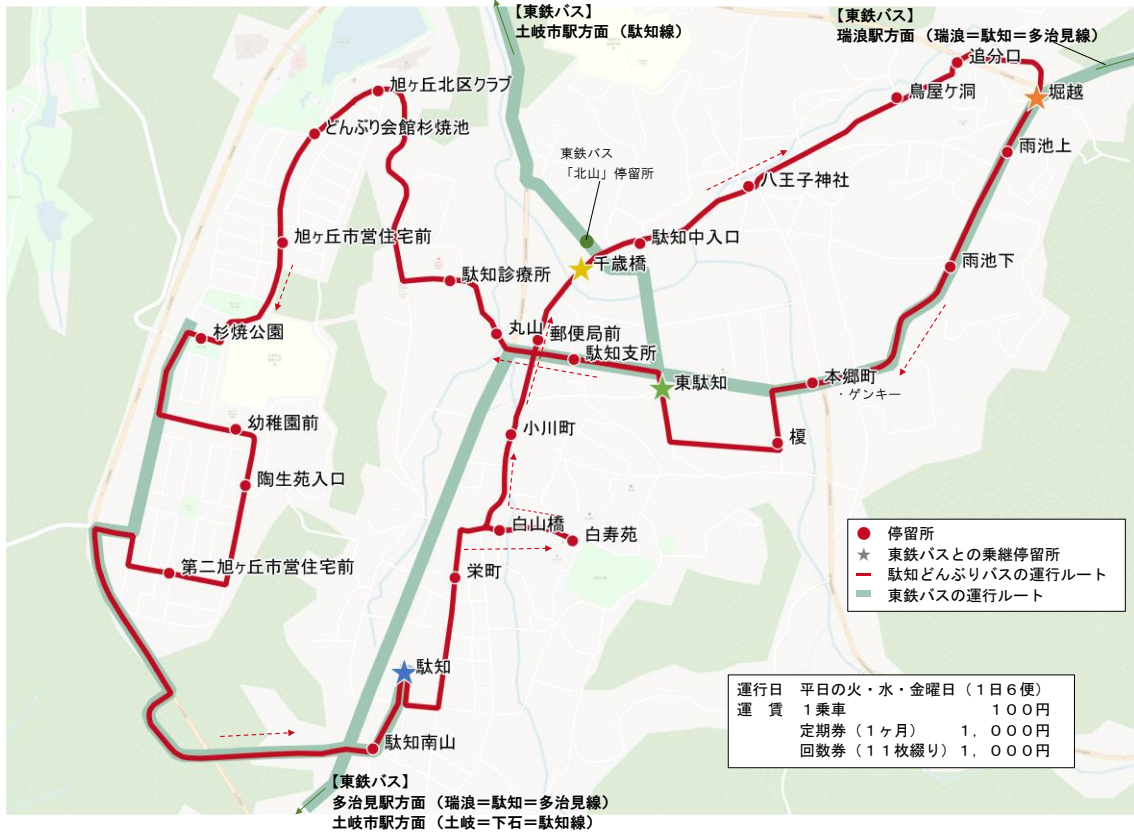 【東鉄バス】
土岐市駅方面（駄知線）
【東鉄バス】
瑞浪駅方面（瑞浪＝駄知＝多治見線）
追分口
旭ヶ丘北区クラブ
鳥屋ケ洞
堀越
どんぶり会館杉焼池
雨池上
東鉄バス
「北山」停留所
八王子神社
旭ヶ丘市営住宅前
駄知中入口
千歳橋
雨池下
駄知診療所
丸山
郵便局前
杉焼公園
駄知支所
東駄知
本郷町
・ゲンキー
幼稚園前
小川町
榎
陶生苑入口
白山橋
白寿苑
第二旭ヶ丘市営住宅前
栄町
停留所
東鉄バスとの乗継停留所
駄知どんぶりバスの運行ルート
東鉄バスの運行ルート
駄知
運行日　平日の火・水・金曜日（１日６便）
運　賃　１乗車　１００円
定期券（１ヶ月）　１，０００円
回数券（１１枚綴り）１，０００円
駄知南山
【東鉄バス】
多治見駅方面（瑞浪＝駄知＝多治見線）
土岐市駅方面（土岐＝下石＝駄知線）